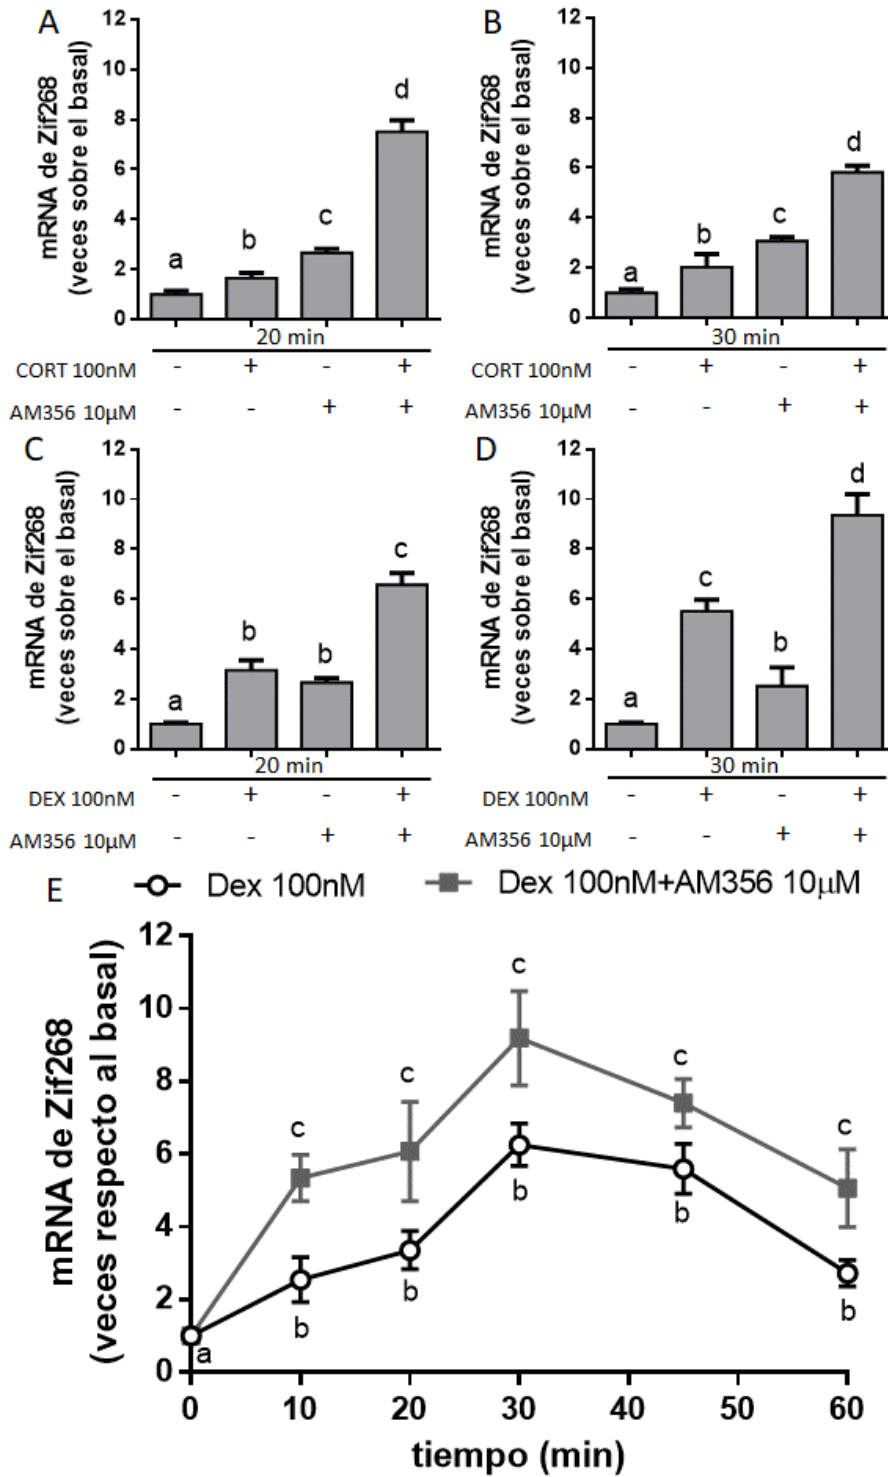 A
mRNA de Zif268
(veces sobre el basal)
12
10
8
6
4
2
0
a
b
c
d
20 min
CORT 100nM - + - +
AM356 10µM - - + +
B
mRNA de Zif268
(veces sobre el basal)
12
10
8
6
4
2
0
a
b
c
d
30 min
CORT 100nM - + - +
AM356 10µM - - + +
C
mRNA de Zif268
(veces sobre el basal)
12
10
8
6
4
2
0
a
b
b
c
20 min
DEX 100nM - + - +
AM356 10µM - - + +
D
mRNA de Zif268
(veces sobre el basal)
12
10
8
6
4
2
0
a
c
b
d
30 min
DEX 100nM - + - +
AM356 10µM - - + +
E
Dex 100nM
Dex 100nM+AM356 10µM
mRNA de Zif268
(veces respecto al basal)
12
10
8
6
4
2
0
c
c
c
c
c
a
b
b
b
b
b
0 10 20 30 40 50 60
tiempo (min)